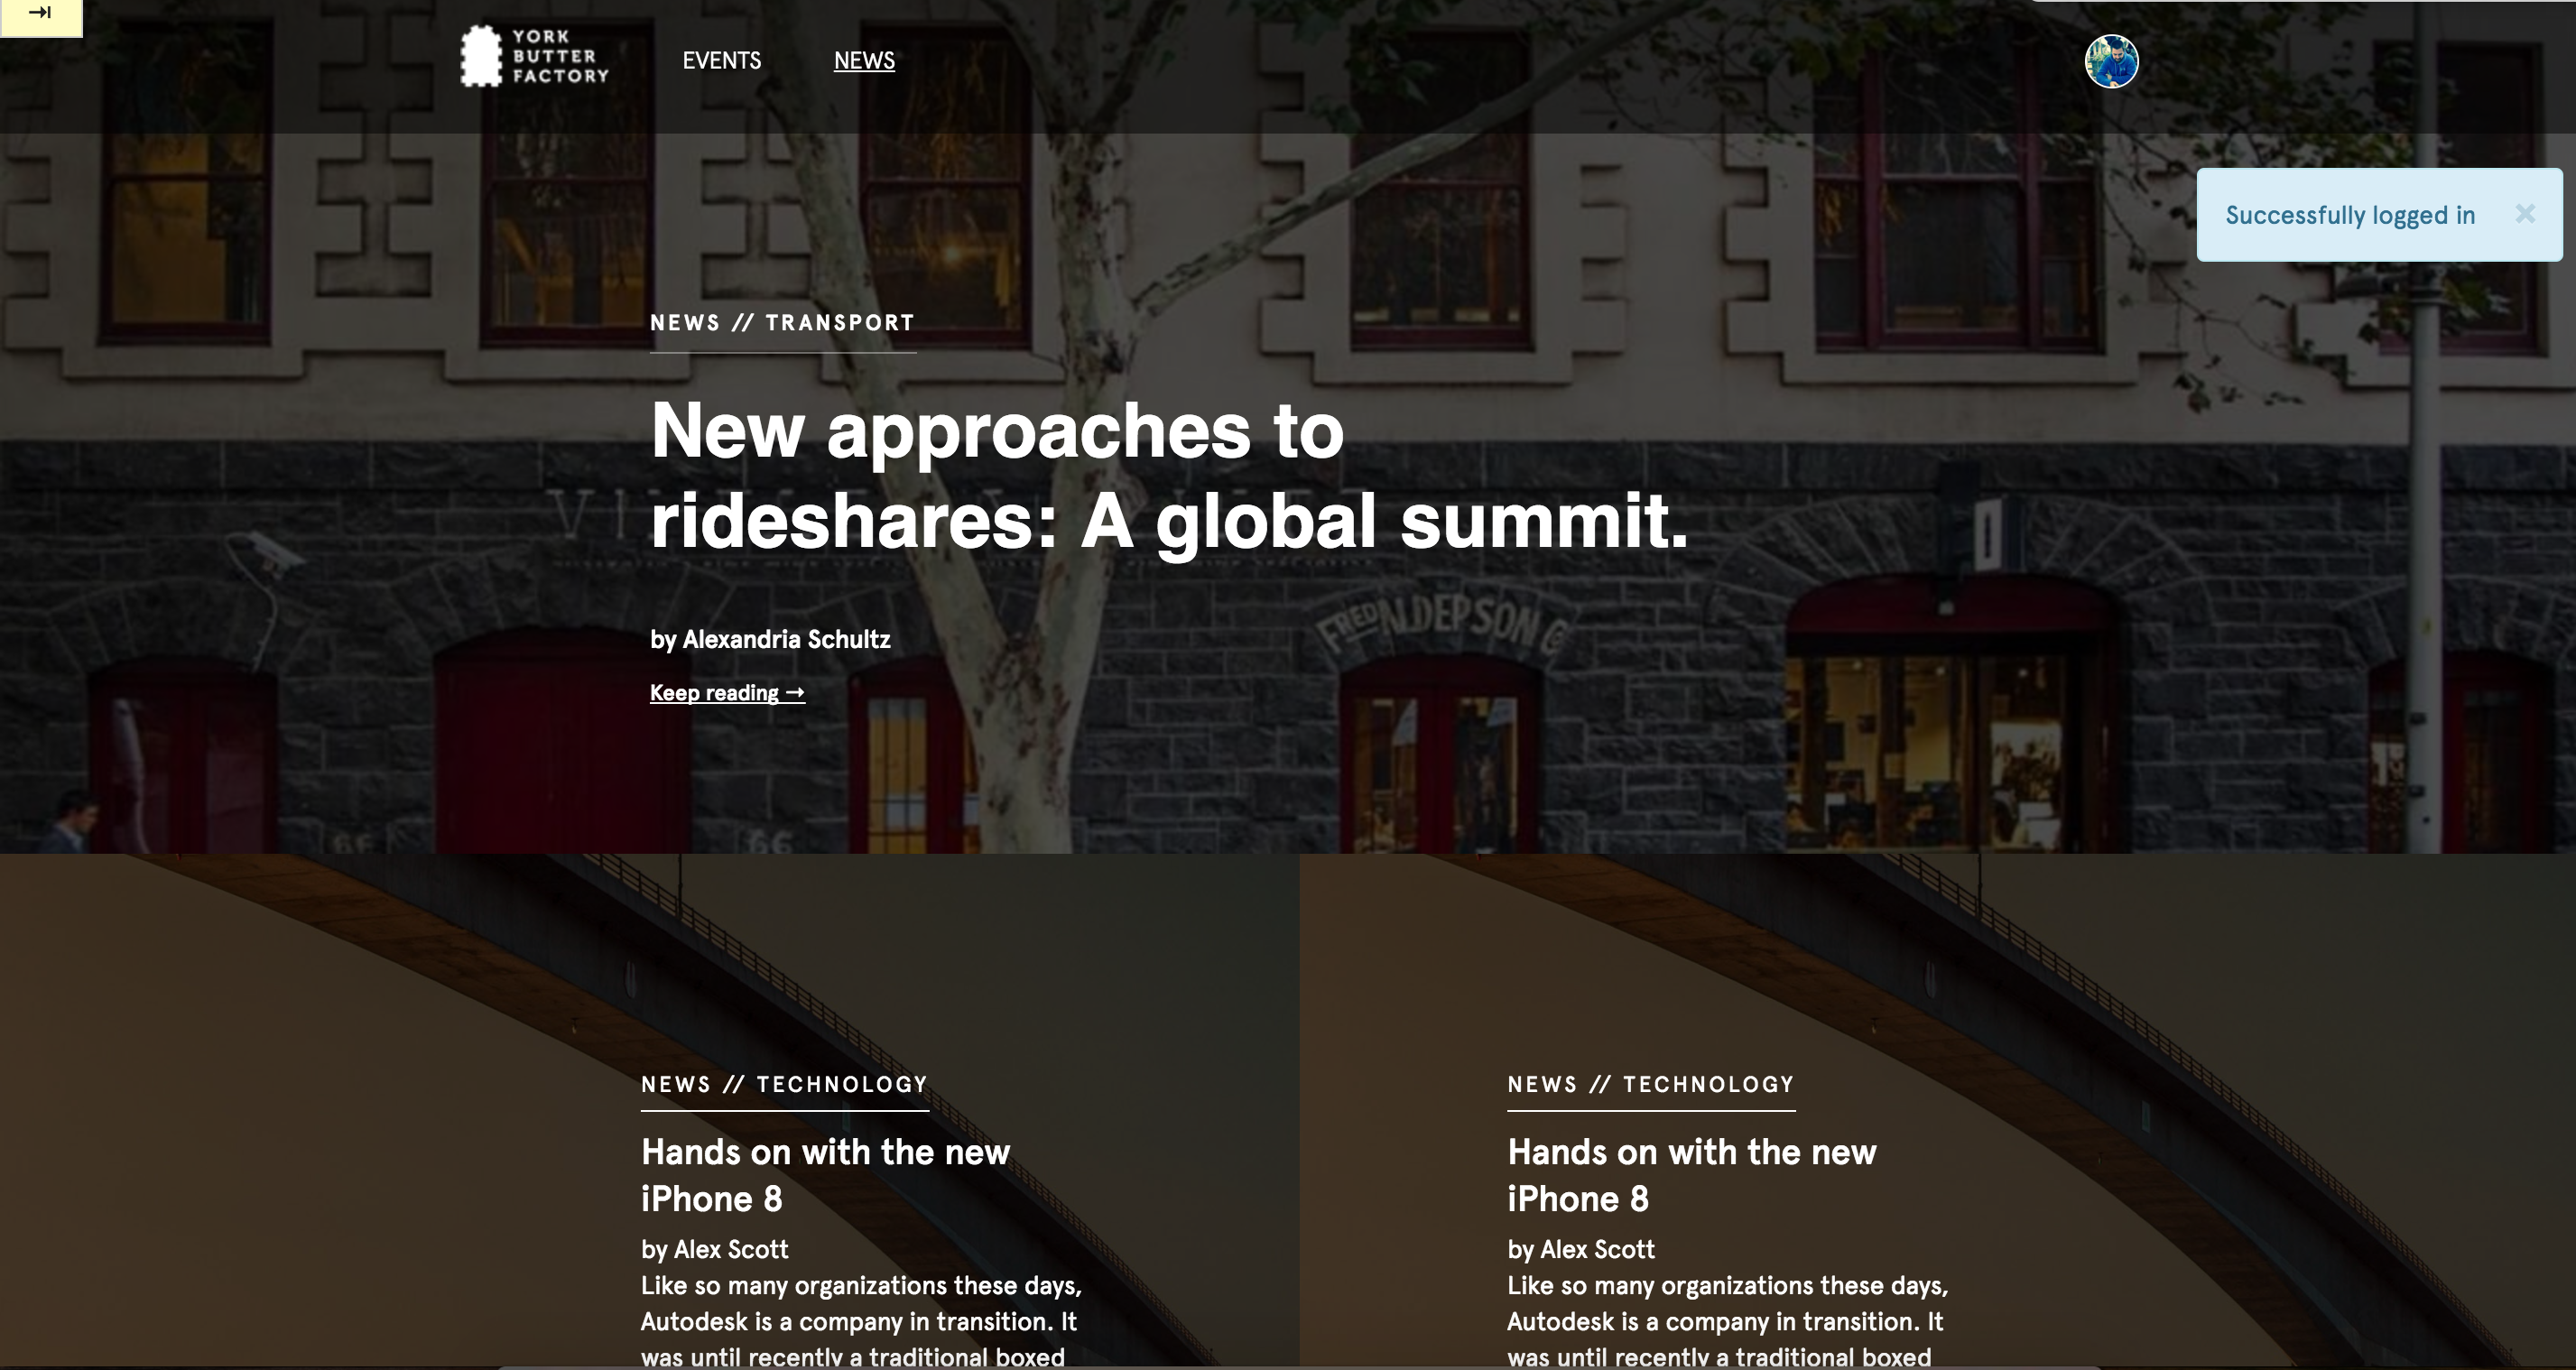 YORK
BUTTER
FACTORY
EVENTS
NEWS
Successfully logged in
NEWS // TRANSPORT
New approaches to
rideshares: A global summit.
by Alexandria Schultz
Keep reading →
66
66
NEWS // TECHNOLOGY
Hands on with the new
iPhone 8
by Alex Scott
Like so many organizations these days,
Autodesk is a company in transition. It
was until recently a traditional boxed
NEWS // TECHNOLOGY
Hands on with the new
iPhone 8
by Alex Scott
Like so many organizations these days,
Autodesk is a company in transition. It
was until recently a traditional boxed